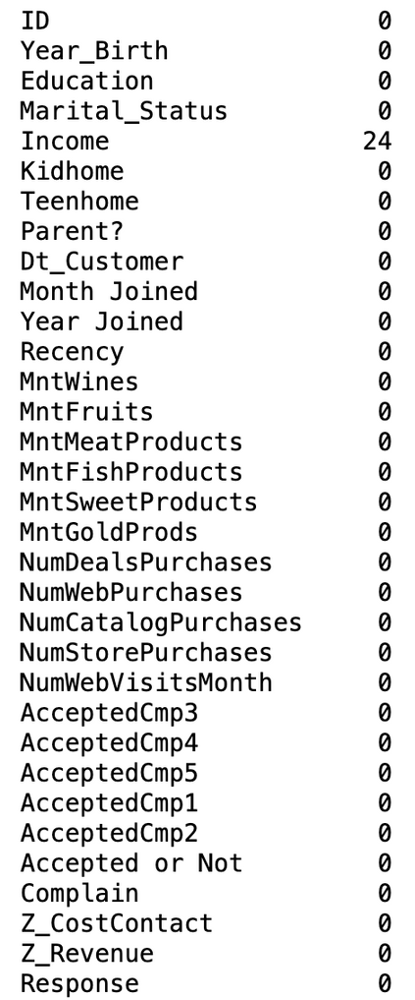 ID 0
Year_Birth 0
Education 0
Marital_Status 0
Income 24
Kidhome 0
Teenhome 0
Parent? 0
Dt_Customer 0
Month Joined 0
Year Joined 0
Recency 0
MntWines 0
MntFruits 0
MntMeatProducts 0
MntFishProducts 0
MntSweetProducts 0
MntGoldProds 0
NumDealsPurchases 0
NumWebPurchases 0
NumCatalogPurchases 0
NumStorePurchases 0
NumWebVisitsMonth 0
AcceptedCmp3 0
AcceptedCmp4 0
AcceptedCmp5 0
AcceptedCmp1 0
AcceptedCmp2 0
Accepted or Not 0
Complain 0
Z_CostContact 0
Z_Revenue 0
Response 0